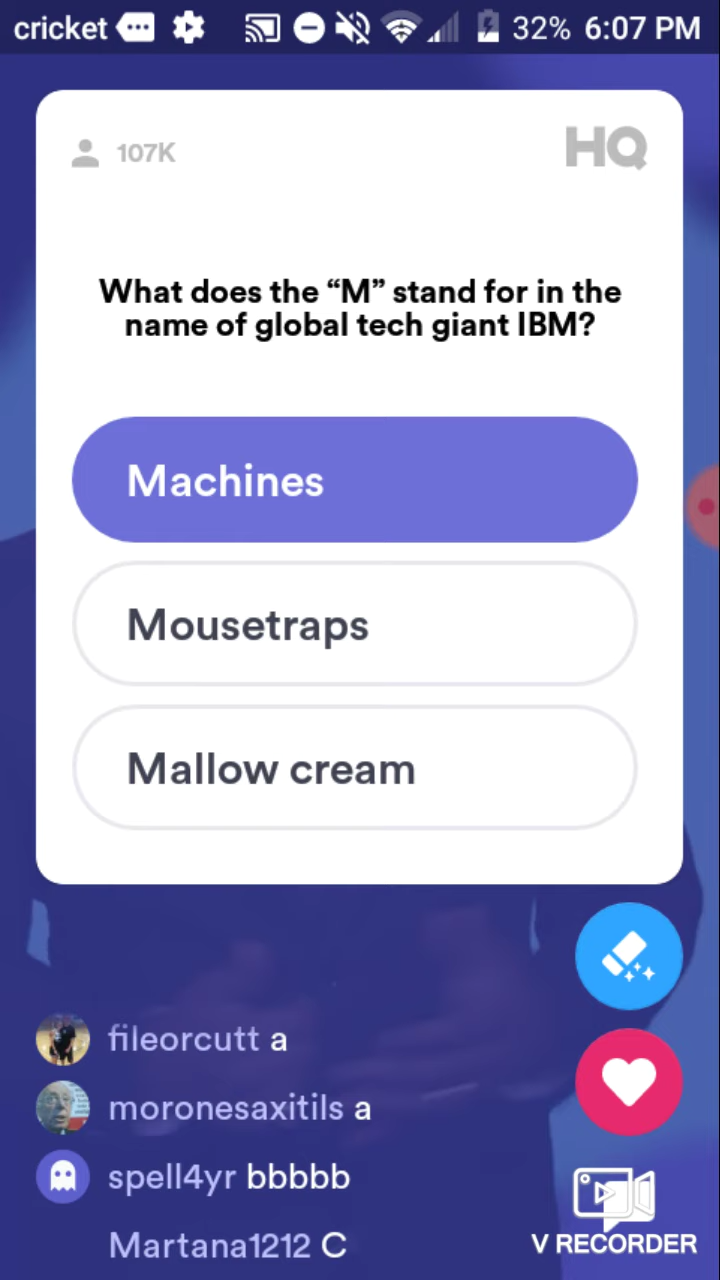 cricket 32% 6:07 PM
107K HQ
What does the “M” stand for in the
name of global tech giant IBM?
Machines
Mousetraps
Mallow cream
fileorcutt a
moronesaxitils a
spell4yr bbbbb
Martana1212 C
V RECORDER